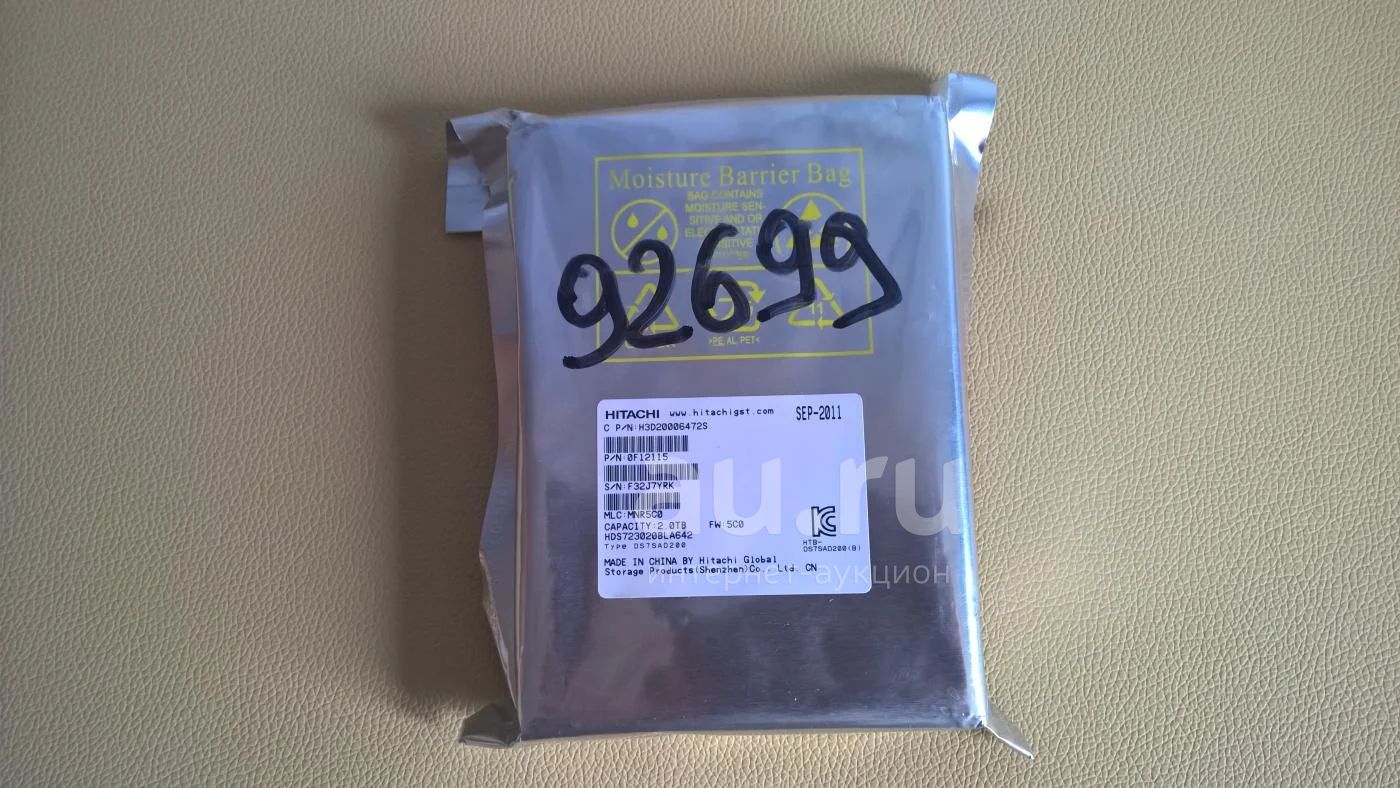 Moisture Barrier Bag
BAG CONTAINS
MOISTURE SEN-
SITIVE AND OR
92699
>PE, AL, PET<
HITACHI www.hitachigst.com SEP-2011
C P/N:H3D20006472S
P/N:0F12115
S/N:F32J7YRK
MLC:MNR5C0
CAPACITY:2.0TB FW:5C0
HDS723020BLA642
Type DS7SAD200
HTB-
DS7SAD200(B)
MADE IN CHINA BY Hitachi Global
Storage Products(Shenzhen)Co., Ltd. CN
au.ru
интернет-аукцион